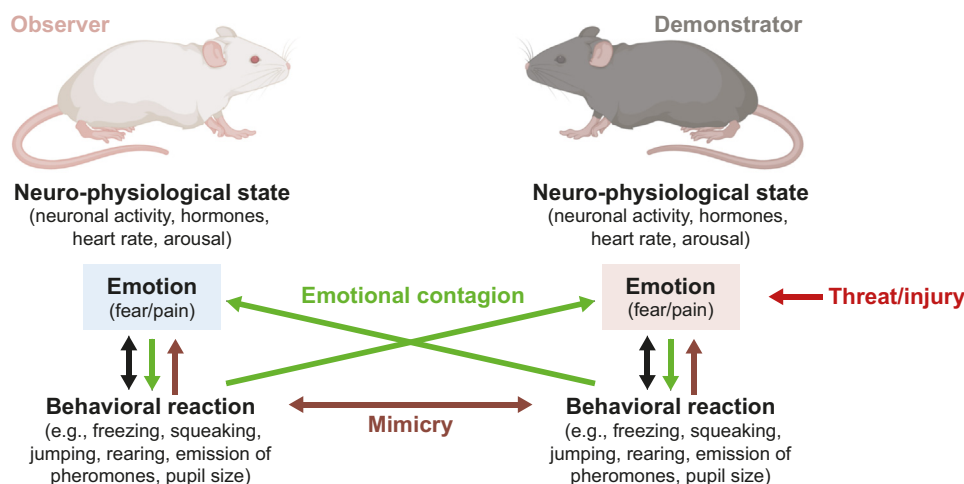 Observer
Demonstrator
Neuro-physiological state
(neuronal activity, hormones,
heart rate, arousal)
Neuro-physiological state
(neuronal activity, hormones,
heart rate, arousal)
Emotion
(fear/pain)
Emotional contagion
Emotion
(fear/pain)
Threat/injury
Behavioral reaction
(e.g., freezing, squeaking,
jumping, rearing, emission of
pheromones, pupil size)
Mimicry
Behavioral reaction
(e.g., freezing, squeaking,
jumping, rearing, emission of
pheromones, pupil size)